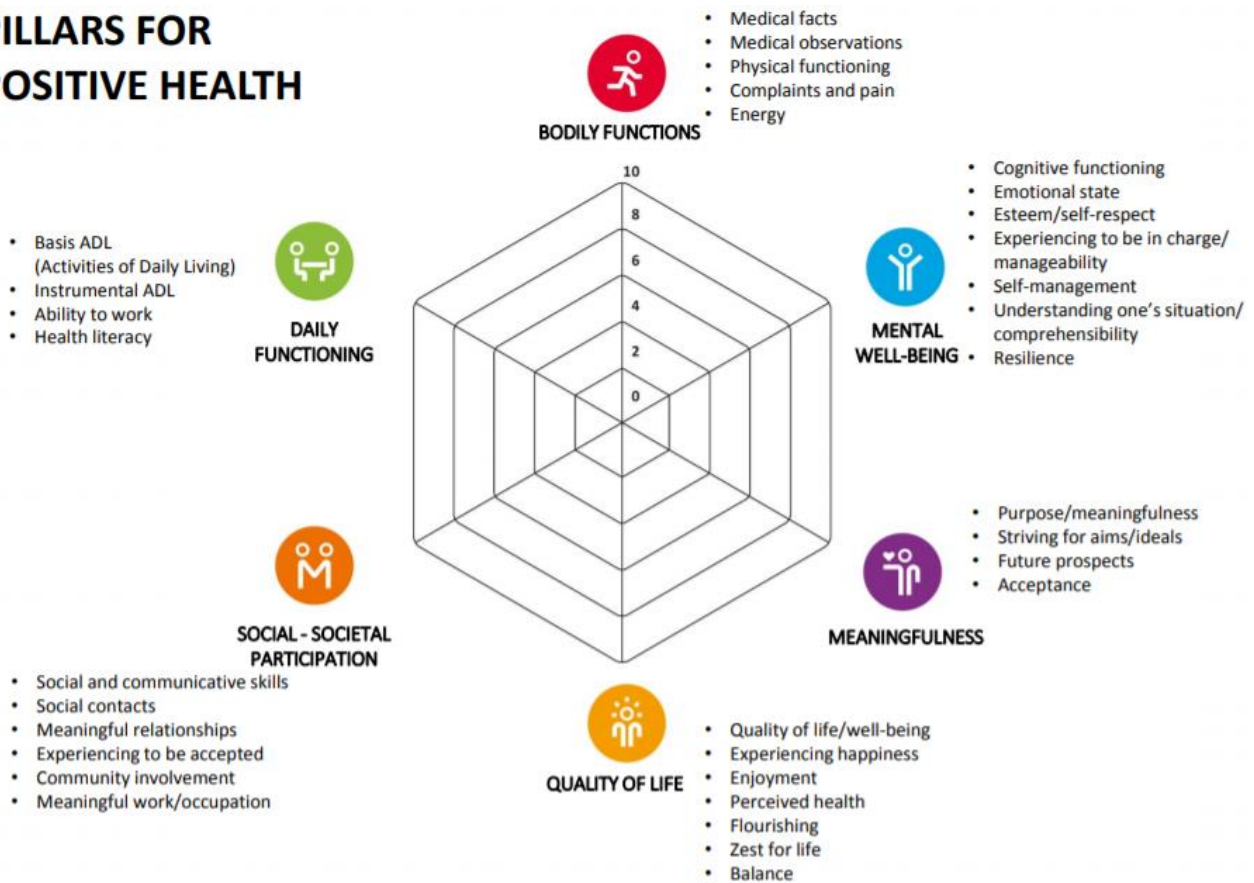 PILLARS FOR
POSITIVE HEALTH
• Medical facts
• Medical observations
• Physical functioning
• Complaints and pain
• Energy
BODILY FUNCTIONS
• Cognitive functioning
• Emotional state
• Esteem/self-respect
• Experiencing to be in charge/
manageability
• Self-management
• Understanding one's situation/
comprehensibility
• Resilience
MENTAL
WELL-BEING
• Purpose/meaningfulness
• Striving for aims/ideals
• Future prospects
• Acceptance
MEANINGFULNESS
• Quality of life/well-being
• Experiencing happiness
• Enjoyment
• Perceived health
• Flourishing
• Zest for life
• Balance
QUALITY OF LIFE
SOCIAL - SOCIETAL
PARTICIPATION
• Social and communicative skills
• Social contacts
• Meaningful relationships
• Experiencing to be accepted
• Community involvement
• Meaningful work/occupation
• Basis ADL
(Activities of Daily Living)
• Instrumental ADL
• Ability to work
• Health literacy
DAILY
FUNCTIONING
10
8
6
4
2
0